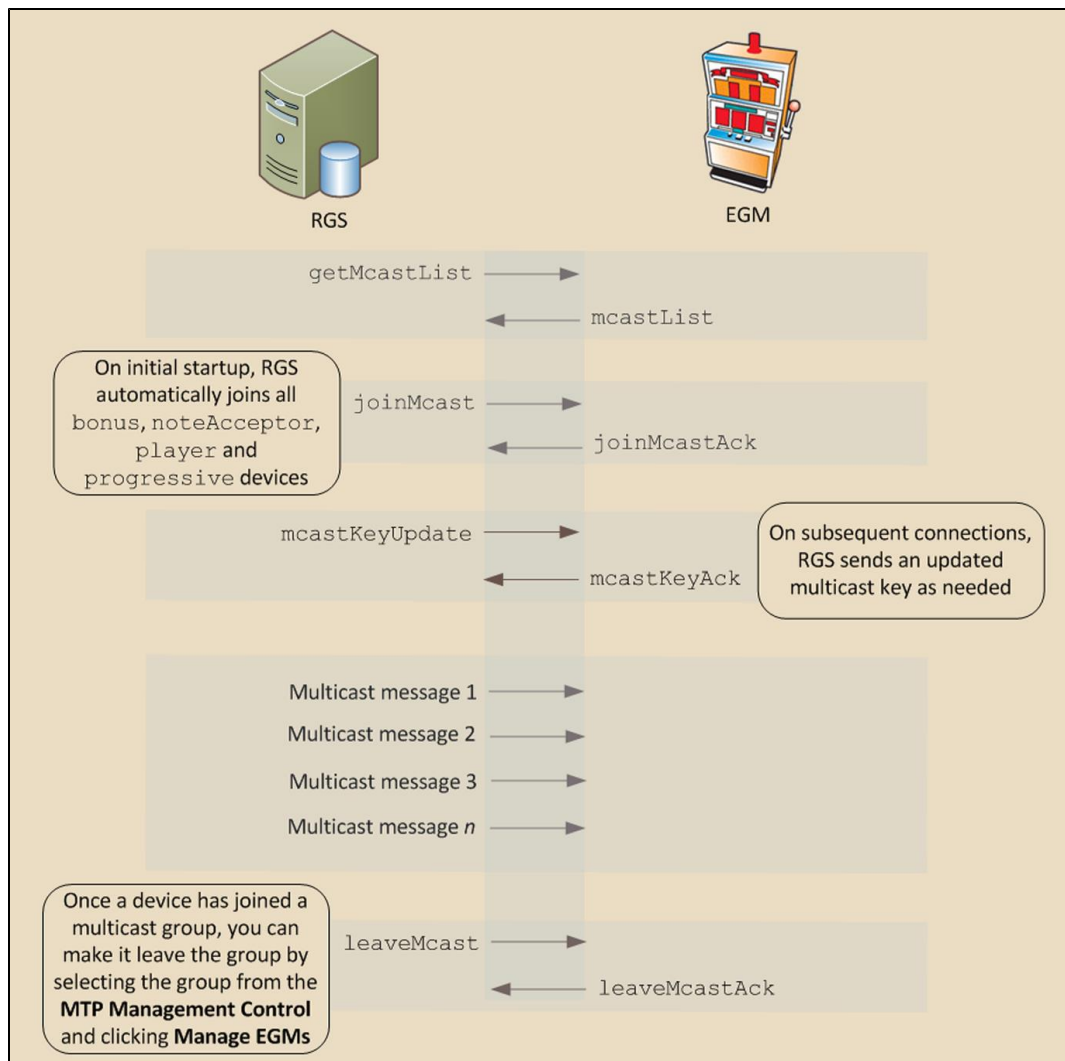 RGS
EGM
getMcastList
mcastList
On initial startup, RGS
automatically joins all
bonus, noteAcceptor,
player and
progressive devices
joinMcast
joinMcastAck
mcastKeyUpdate
mcastKeyAck
On subsequent connections,
RGS sends an updated
multicast key as needed
Multicast message 1
Multicast message 2
Multicast message 3
Multicast message n
Once a device has joined a
multicast group, you can
make it leave the group by
selecting the group from the
MTP Management Control
and clicking Manage EGMs
leaveMcast
leaveMcastAck